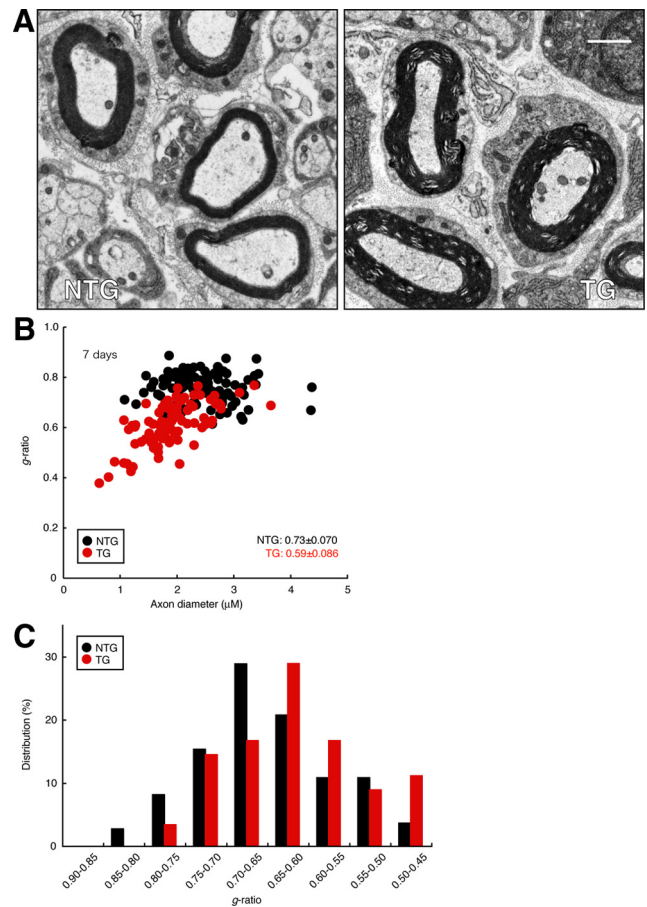 A
NTG
TG
B
1.0
7 days
0.8
0.6
g-ratio
0.4
0.2
NTG
TG
NTG: 0.73±0.070
TG: 0.59±0.086
0
0 1 2 3 4 5
Axon diameter (μM)
C
NTG
TG
30
20
Distribution (%)
10
0
0.90-0.85 0.85-0.80 0.80-0.75 0.75-0.70 0.70-0.65 0.65-0.60 0.60-0.55 0.55-0.50 0.50-0.45
g-ratio